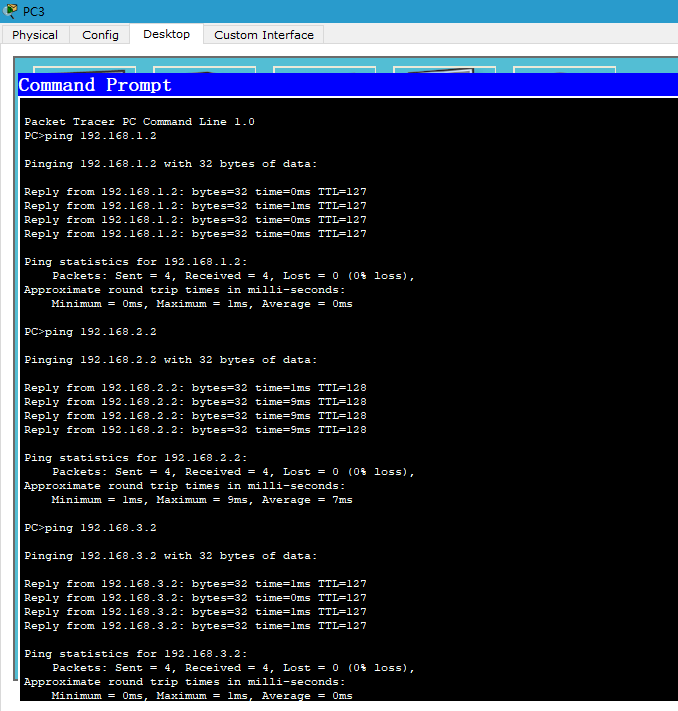 PC3
Physical Config Desktop Custom Interface
Command Prompt
Packet Tracer PC Command Line 1.0
PC>ping 192.168.1.2
Pinging 192.168.1.2 with 32 bytes of data:
Reply from 192.168.1.2: bytes=32 time=0ms TTL=127
Reply from 192.168.1.2: bytes=32 time=1ms TTL=127
Reply from 192.168.1.2: bytes=32 time=0ms TTL=127
Reply from 192.168.1.2: bytes=32 time=0ms TTL=127
Ping statistics for 192.168.1.2:
Packets: Sent = 4, Received = 4, Lost = 0 (0% loss),
Approximate round trip times in milli-seconds:
Minimum = 0ms, Maximum = 1ms, Average = 0ms
PC>ping 192.168.2.2
Pinging 192.168.2.2 with 32 bytes of data:
Reply from 192.168.2.2: bytes=32 time=1ms TTL=128
Reply from 192.168.2.2: bytes=32 time=9ms TTL=128
Reply from 192.168.2.2: bytes=32 time=9ms TTL=128
Reply from 192.168.2.2: bytes=32 time=9ms TTL=128
Ping statistics for 192.168.2.2:
Packets: Sent = 4, Received = 4, Lost = 0 (0% loss),
Approximate round trip times in milli-seconds:
Minimum = 1ms, Maximum = 9ms, Average = 7ms
PC>ping 192.168.3.2
Pinging 192.168.3.2 with 32 bytes of data:
Reply from 192.168.3.2: bytes=32 time=1ms TTL=127
Reply from 192.168.3.2: bytes=32 time=0ms TTL=127
Reply from 192.168.3.2: bytes=32 time=1ms TTL=127
Reply from 192.168.3.2: bytes=32 time=1ms TTL=127
Ping statistics for 192.168.3.2:
Packets: Sent = 4, Received = 4, Lost = 0 (0% loss),
Approximate round trip times in milli-seconds:
Minimum = 0ms, Maximum = 1ms, Average = 0ms